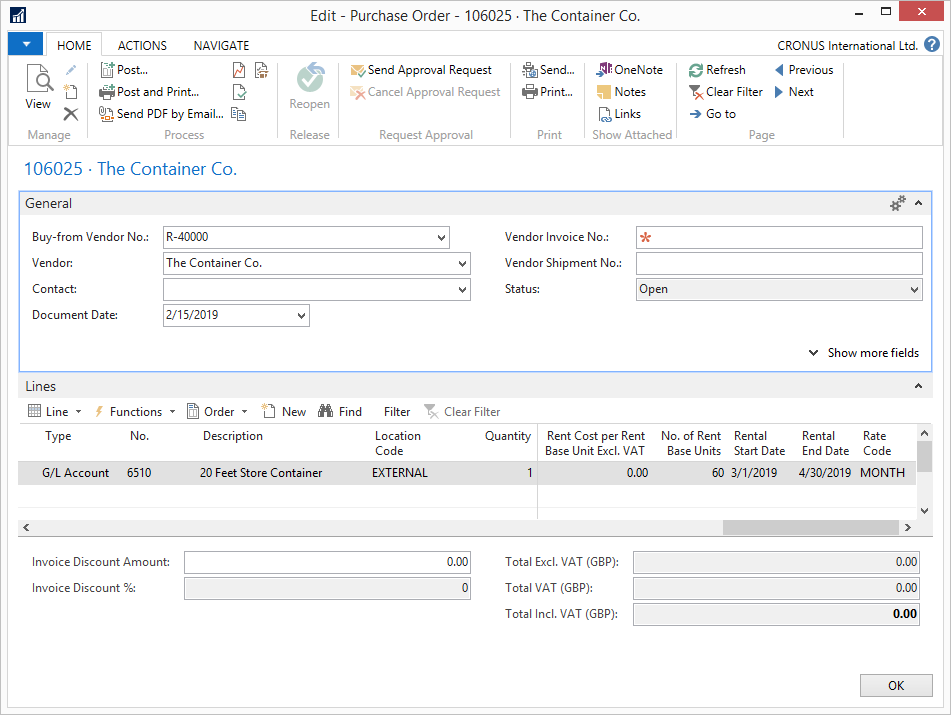 Edit - Purchase Order - 106025 · The Container Co.
HOME ACTIONS NAVIGATE CRONUS International Ltd. ?
View
Manage
Post...
Post and Print...
Send PDF by Email...
Process
Reopen
Release
Send Approval Request
Cancel Approval Request
Request Approval
Send...
Print...
Print
OneNote
Notes
Links
Show Attached
Refresh
Clear Filter
Go to
Previous
Next
Page
106025 · The Container Co.
General
Buy-from Vendor No.: R-40000
Vendor: The Container Co.
Contact:
Document Date: 2/15/2019
Vendor Invoice No.: *
Vendor Shipment No.:
Status: Open
Show more fields
Lines
Line Functions Order New Find Filter Clear Filter
Type No. Description Location Code Quantity Rent Cost per Rent Base Unit Excl. VAT No. of Rent Base Units Rental Start Date Rental End Date Rate Code
G/L Account 6510 20 Feet Store Container EXTERNAL 1 0.00 60 3/1/2019 4/30/2019 MONTH
Invoice Discount Amount: 0.00
Invoice Discount %: 0
Total Excl. VAT (GBP): 0.00
Total VAT (GBP): 0.00
Total Incl. VAT (GBP): 0.00
OK